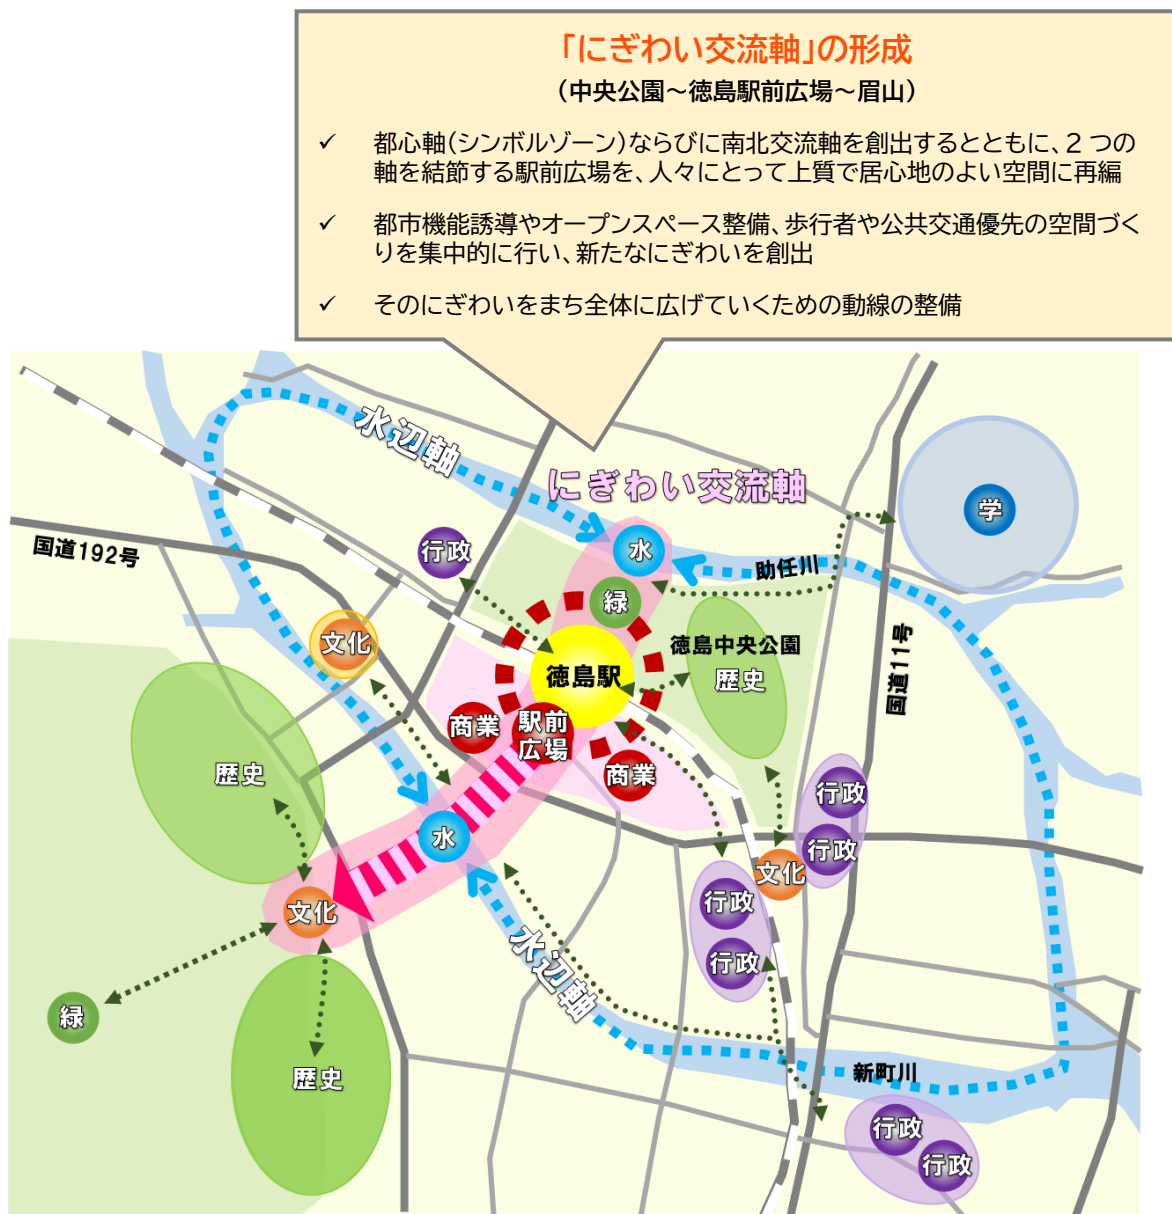 「にぎわい交流軸」の形成
（中央公園～徳島駅前広場～眉山）
✓ 都心軸(シンボルゾーン)ならびに南北交流軸を創出するとともに、２つの
軸を結節する駅前広場を、人々にとって上質で居心地のよい空間に再編
✓ 都市機能誘導やオープンスペース整備、歩行者や公共交通優先の空間づく
りを集中的に行い、新たなにぎわいを創出
✓ そのにぎわいをまち全体に広げていくための動線の整備
水辺軸
にぎわい交流軸
学
国道192号
行政
水
助任川
緑
文化
徳島中央公園
国道11号
徳島駅
歴史
商業
駅前
広場
商業
歴史
行政
水
行政
文化
行政
文化
行政
水辺軸
緑
歴史
新町川
行政
行政